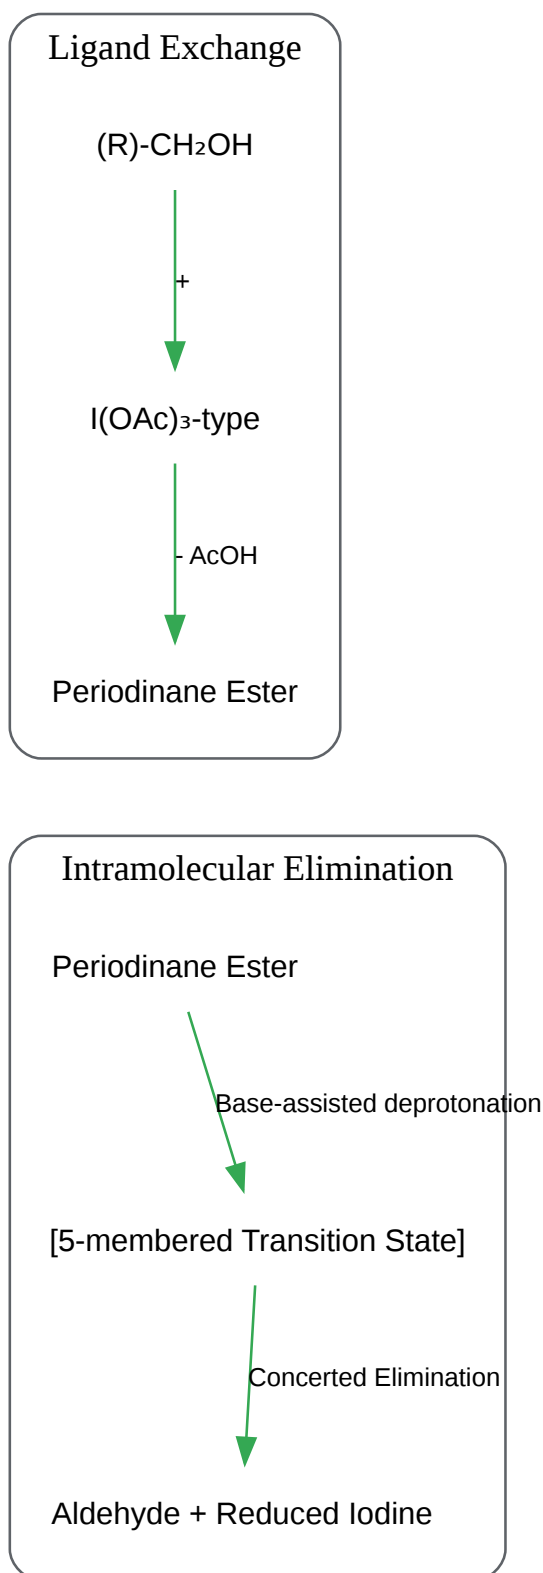 Ligand Exchange
(R)-CH₂OH
+
I(OAc)₃-type
- AcOH
Periodinane Ester
Intramolecular Elimination
Periodinane Ester
Base-assisted deprotonation
[5-membered Transition State]
Concerted Elimination
Aldehyde + Reduced Iodine